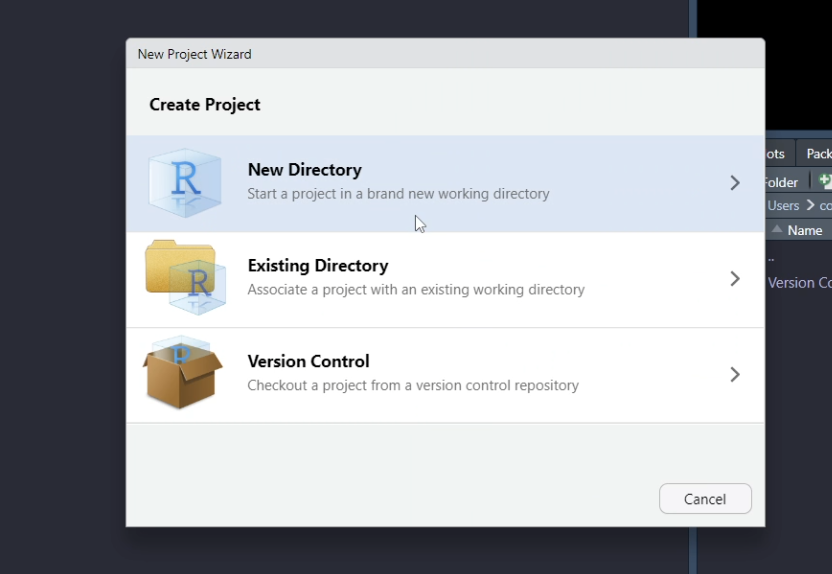 New Project Wizard
Create Project
New Directory
Start a project in a brand new working directory
Existing Directory
Associate a project with an existing working directory
Version Control
Checkout a project from a version control repository
Cancel
ots Pack
Folder
Users > co
Name
..
Version Co
R
R